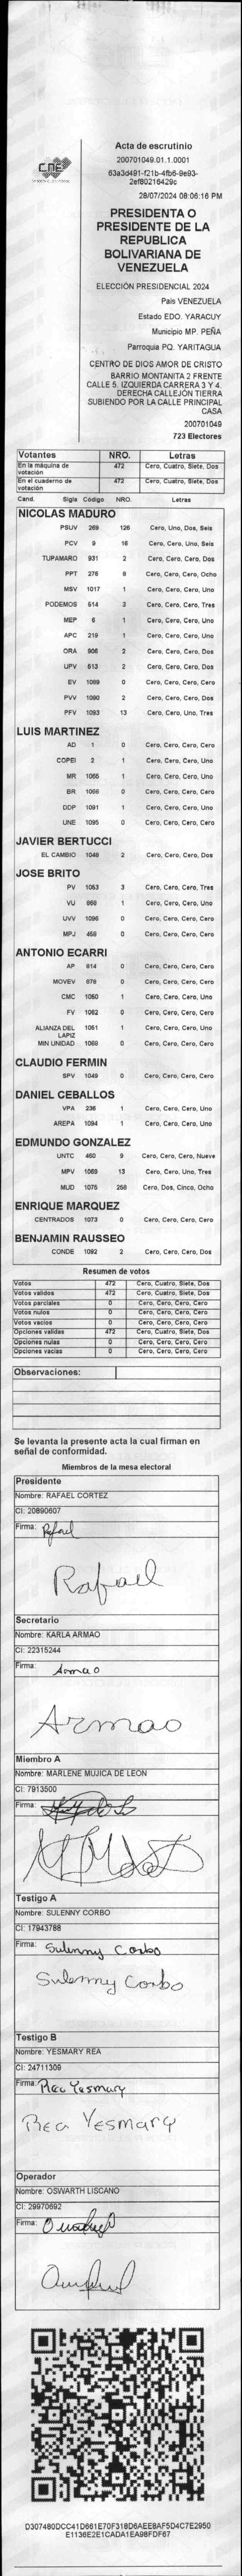 CNE
Acta de escrutinio
200701049.01.1.0001
63a3d491-f21b-4fb6-9e93-
2ef80216429c
28/07/2024 08:06:16 PM
PRESIDENTA O
PRESIDENTE DE LA
REPUBLICA
BOLIVARIANA DE
VENEZUELA
ELECCIÓN PRESIDENCIAL 2024
Pais VENEZUELA
Estado EDO. YARACUY
Municipio MP. PEÑA
Parroquia PQ. YARITAGUA
CENTRO DE DIOS AMOR DE CRISTO
BARRIO MONTAÑITA 2 FRENTE
CALLE 5. IZQUIERDA CARRERA 3 Y 4.
DERECHA CALLEJÓN TIERRA
SUBIENDO POR LA CALLE PRINCIPAL
CASA
200701049
723 Electores
Votantes NRO. Letras
En la máquina de votación 472 Cero, Cuatro, Siete, Dos
En el cuaderno de votación 472 Cero, Cuatro, Siete, Dos
Cand. Sigla Código NRO. Letras
NICOLAS MADURO
PSUV 269 126 Cero, Uno, Dos, Seis
PCV 9 16 Cero, Cero, Uno, Seis
TUPAMARO 931 2 Cero, Cero, Cero, Dos
PPT 276 8 Cero, Cero, Cero, Ocho
MSV 1017 1 Cero, Cero, Cero, Uno
PODEMOS 514 3 Cero, Cero, Cero, Tres
MEP 6 1 Cero, Cero, Cero, Uno
APC 219 1 Cero, Cero, Cero, Uno
ORA 906 2 Cero, Cero, Cero, Dos
UPV 513 2 Cero, Cero, Cero, Dos
EV 1089 0 Cero, Cero, Cero, Cero
PVV 1090 2 Cero, Cero, Cero, Dos
PFV 1093 13 Cero, Cero, Uno, Tres
LUIS MARTINEZ
AD 1 0 Cero, Cero, Cero, Cero
COPEI 2 1 Cero, Cero, Cero, Uno
MR 1065 1 Cero, Cero, Cero, Uno
BR 1066 0 Cero, Cero, Cero, Cero
DDP 1091 1 Cero, Cero, Cero, Uno
UNE 1095 0 Cero, Cero, Cero, Cero
JAVIER BERTUCCI
EL CAMBIO 1048 2 Cero, Cero, Cero, Dos
JOSE BRITO
PV 1053 3 Cero, Cero, Cero, Tres
VU 868 1 Cero, Cero, Cero, Uno
UVV 1096 0 Cero, Cero, Cero, Cero
MPJ 458 0 Cero, Cero, Cero, Cero
ANTONIO ECARRI
AP 814 0 Cero, Cero, Cero, Cero
MOVEV 878 0 Cero, Cero, Cero, Cero
CMC 1050 1 Cero, Cero, Cero, Uno
FV 1062 0 Cero, Cero, Cero, Cero
ALIANZA DEL LAPIZ 1051 1 Cero, Cero, Cero, Uno
MIN UNIDAD 1068 0 Cero, Cero, Cero, Cero
CLAUDIO FERMIN
SPV 1049 0 Cero, Cero, Cero, Cero
DANIEL CEBALLOS
VPA 236 1 Cero, Cero, Cero, Uno
AREPA 1094 1 Cero, Cero, Cero, Uno
EDMUNDO GONZALEZ
UNTC 460 9 Cero, Cero, Cero, Nueve
MPV 1069 13 Cero, Cero, Uno, Tres
MUD 1075 258 Cero, Dos, Cinco, Ocho
ENRIQUE MARQUEZ
CENTRADOS 1073 0 Cero, Cero, Cero, Cero
BENJAMIN RAUSSEO
CONDE 1092 2 Cero, Cero, Cero, Dos
Resumen de votos
Votos 472 Cero, Cuatro, Siete, Dos
Votos validos 472 Cero, Cuatro, Siete, Dos
Votos parciales 0 Cero, Cero, Cero, Cero
Votos nulos 0 Cero, Cero, Cero, Cero
Votos vacios 0 Cero, Cero, Cero, Cero
Opciones validas 472 Cero, Cuatro, Siete, Dos
Opciones nulas 0 Cero, Cero, Cero, Cero
Opciones vacias 0 Cero, Cero, Cero, Cero
Observaciones:
Se levanta la presente acta la cual firman en
señal de conformidad.
Miembros de la mesa electoral
Presidente
Nombre: RAFAEL CORTEZ
CI: 20890607
Firma: Rafael
Rafael
Secretario
Nombre: KARLA ARMAO
CI: 22315244
Firma: Armao
Armao
Miembro A
Nombre: MARLENE MUJICA DE LEON
CI: 7913500
Firma:
Testigo A
Nombre: SULENNY CORBO
CI: 17943788
Firma: Sulenny Corbo
Sulenny Corbo
Testigo B
Nombre: YESMARY REA
CI: 24711309
Firma: Rea Yesmary
Rea Yesmary
Operador
Nombre: OSWARTH LISCANO
CI: 29970692
Firma:
D307480DCC41D661E70F318D6AEE8AF5D4C7E2950
E1136E2E1CADA1EA98FDF67